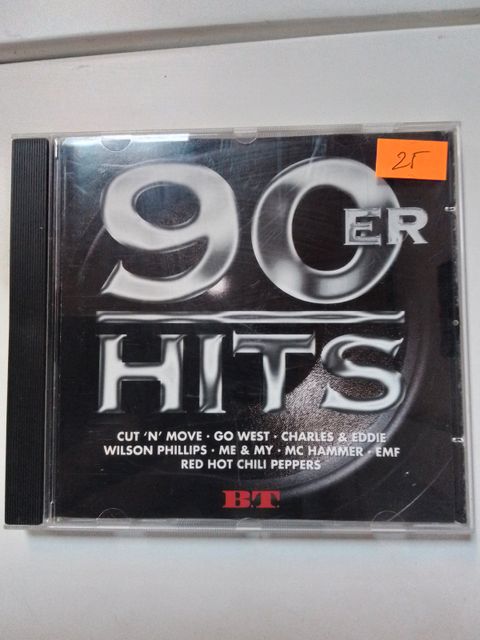 25
90ER
HITS
CUT 'N' MOVE · GO WEST · CHARLES & EDDIE
WILSON PHILLIPS · ME & MY · MC HAMMER · EMF
RED HOT CHILI PEPPERS
B.T.